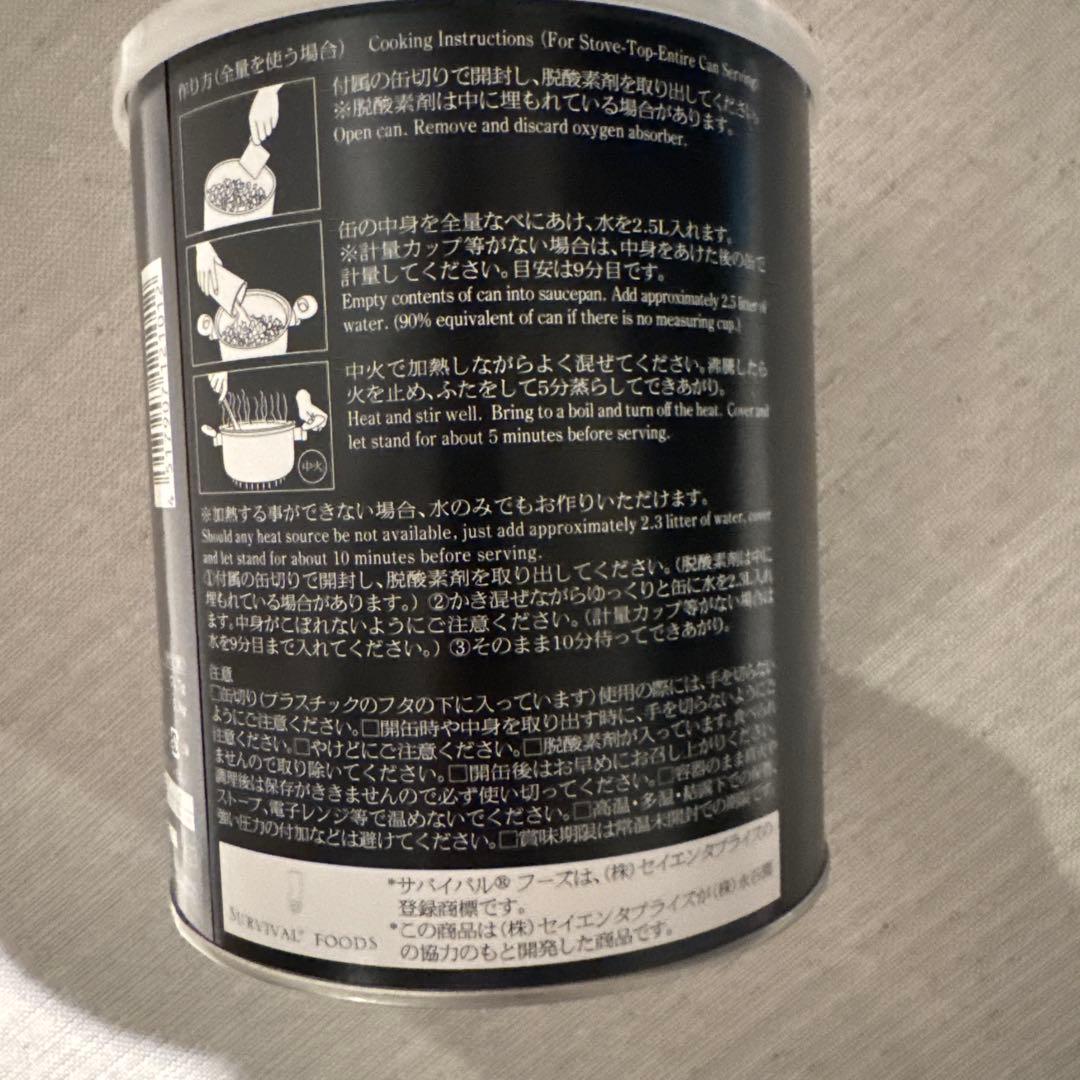 作り方(全量を使う場合) Cooking Instructions (For Stove-Top-Entire Can Serving)
付属の缶切りで開封し、脱酸素剤を取り出してください。
※脱酸素剤は中に埋もれている場合があります。
Open can. Remove and discard oxygen absorber.
缶の中身を全量なべにあけ、水を2.5L入れます。
※計量カップ等がない場合は、中身をあけた後の缶で
計量してください。目安は9分目です。
Empty contents of can into saucepan. Add approximately 2.5 litter of
water. (90% equivalent of can if there is no measuring cup.)
中火で加熱しながらよく混ぜてください。沸騰したら
火を止め、ふたをして5分蒸らしてできあがり。
Heat and stir well. Bring to a boil and turn off the heat. Cover and
let stand for about 5 minutes before serving.
中火
※加熱する事ができない場合、水のみでもお作りいただけます。
Should any heat source be not available, just add approximately 2.3 litter of water, cover
and let stand for about 10 minutes before serving.
①付属の缶切りで開封し、脱酸素剤を取り出してください。(脱酸素剤は中に
埋もれている場合があります。) ②かき混ぜながらゆっくりと缶に水を2.3L入れ
ます。中身がこぼれないようにご注意ください。(計量カップ等がない場合は
水を9分目まで入れてください。) ③そのまま10分待ってできあがり。
注意
□缶切り(プラスチックのフタの下に入っています)使用の際には、手を切らない
ようにご注意ください。□開缶時や中身を取り出す時に、手を切らないようにご
注意ください。□やけどにご注意ください。□脱酸素剤が入っています。食べられ
ませんので取り除いてください。□開缶後はお早めにお召し上がりください。
調理後は保存がききませんので必ず使い切ってください。□容器のまま直火や
ストーブ、電子レンジ等で温めないでください。□高温・多湿・結露下での
強い圧力の付加などは避けてください。□賞味期限は常温未開封での期限です。
SURVIVAL® FOODS
*サバイバル® フーズは、(株)セイエンタプライズの
登録商標です。
*この商品は(株)セイエンタプライズが(株)永谷園
の協力のもと開発した商品です。